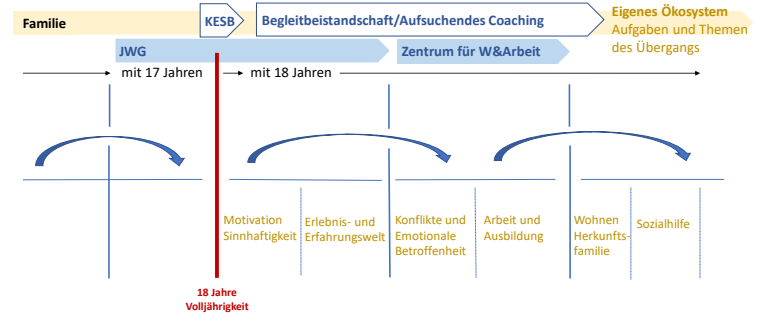 Familie
KESB
Begleitbeistandschaft/Aufsuchendes Coaching
Eigenes Ökosystem
Aufgaben und Themen
des Übergangs
JWG
Zentrum für W&Arbeit
mit 17 Jahren
mit 18 Jahren
Motivation
Sinnhaftigkeit
Erlebnis- und
Erfahrungswelt
Konflikte und
Emotionale
Betroffenheit
Arbeit und
Ausbildung
Wohnen
Herkunfts-
familie
Sozialhilfe
18 Jahre
Volljährigkeit